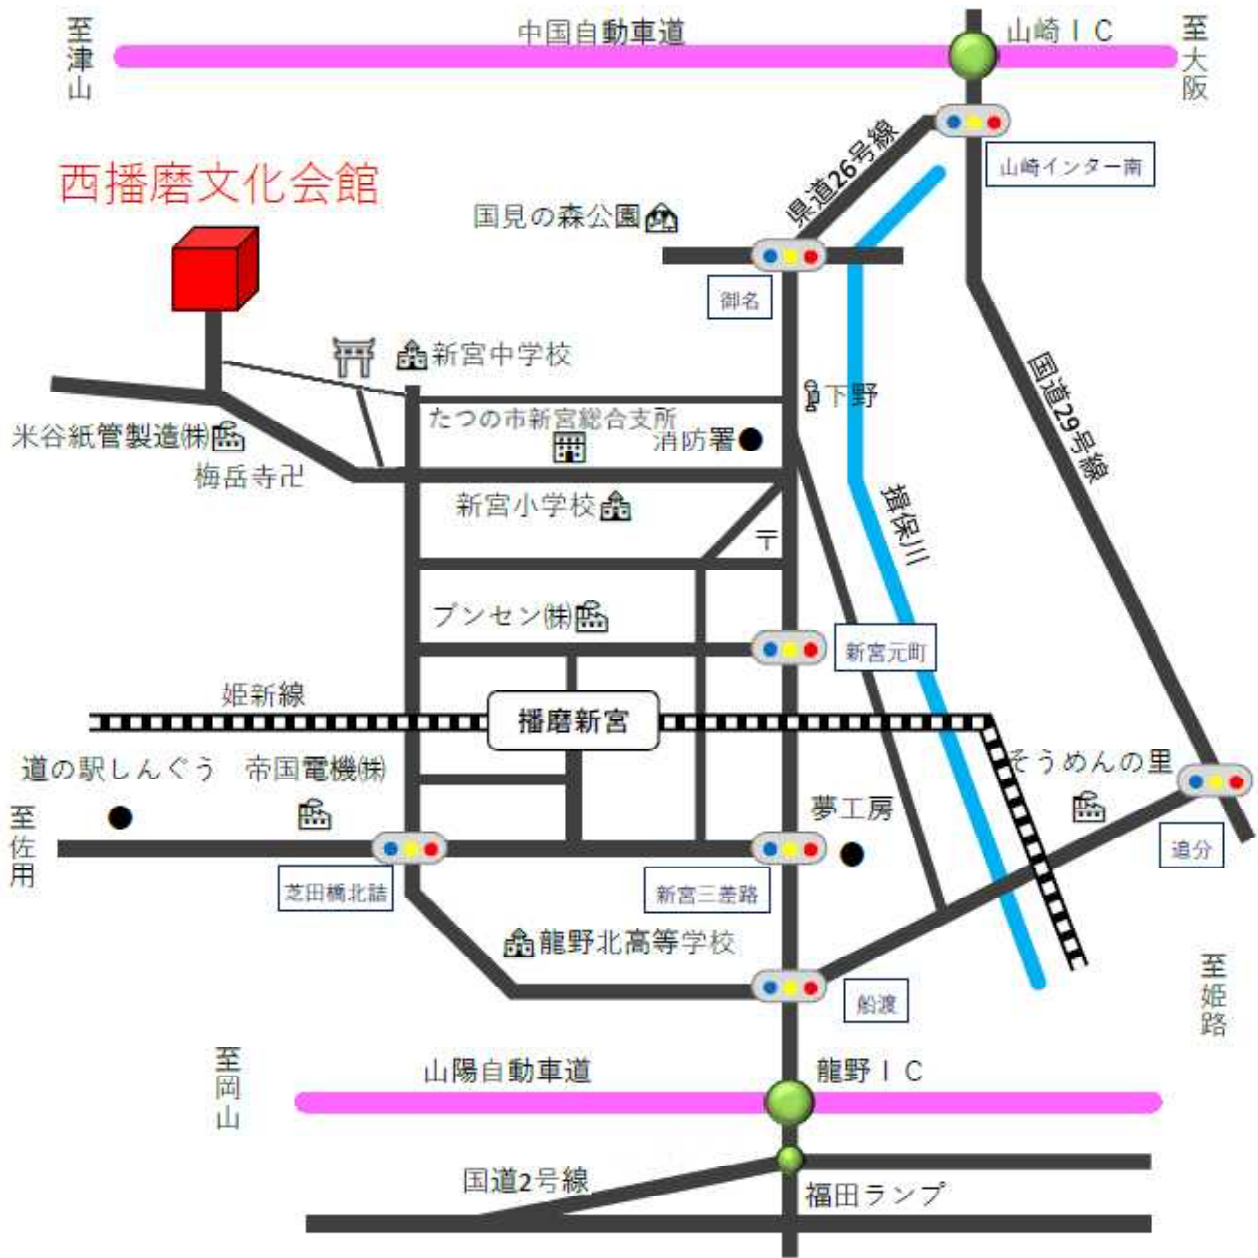 至津山
中国自動車道
山崎IC
至大阪
山崎インター南
県道26号線
西播磨文化会館
国見の森公園
御名
新宮中学校
下野
国道29号線
たつの市新宮総合支所
消防署
米谷紙管製造㈱
梅岳寺卍
新宮小学校
揖保川
〒
ブンセン㈱
新宮元町
姫新線
播磨新宮
道の駅しんぐう
帝国電機㈱
そうめんの里
夢工房
至佐用
追分
芝田橋北詰
新宮三差路
龍野北高等学校
船渡
至姫路
至岡山
山陽自動車道
龍野IC
国道2号線
福田ランプ